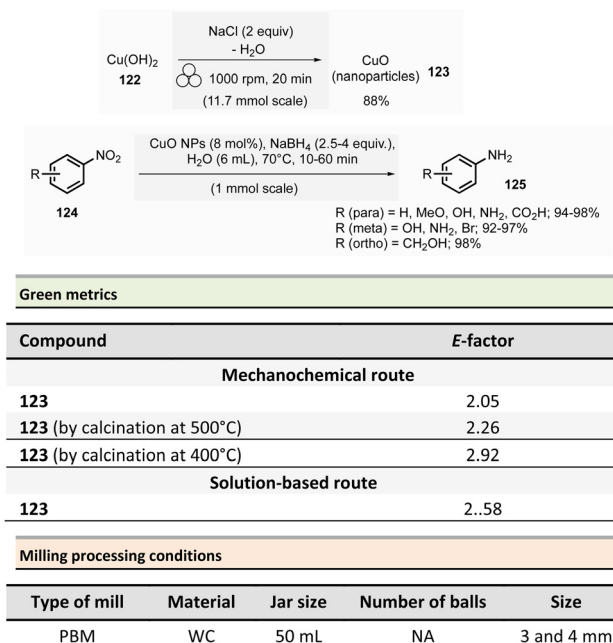 NaCl (2 equiv)
- H2O
Cu(OH)2
122
1000 rpm, 20 min
(11.7 mmol scale)
CuO
(nanoparticles) 123
88%
CuO NPs (8 mol%), NaBH4 (2.5-4 equiv.),
H2O (6 mL), 70°C, 10-60 min
(1 mmol scale)
R
NO2
124
R
NH2
125
R (para) = H, MeO, OH, NH2, CO2H; 94-98%
R (meta) = OH, NH2, Br; 92-97%
R (ortho) = CH2OH; 98%
Green metrics
Compound E-factor
Mechanochemical route
123 2.05
123 (by calcination at 500°C) 2.26
123 (by calcination at 400°C) 2.92
Solution-based route
123 2..58
Milling processing conditions
Type of mill Material Jar size Number of balls Size
PBM WC 50 mL NA 3 and 4 mm